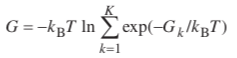 G = −k_B T ln ∑_{k=1}^{K} exp(−G_k/k_B T)